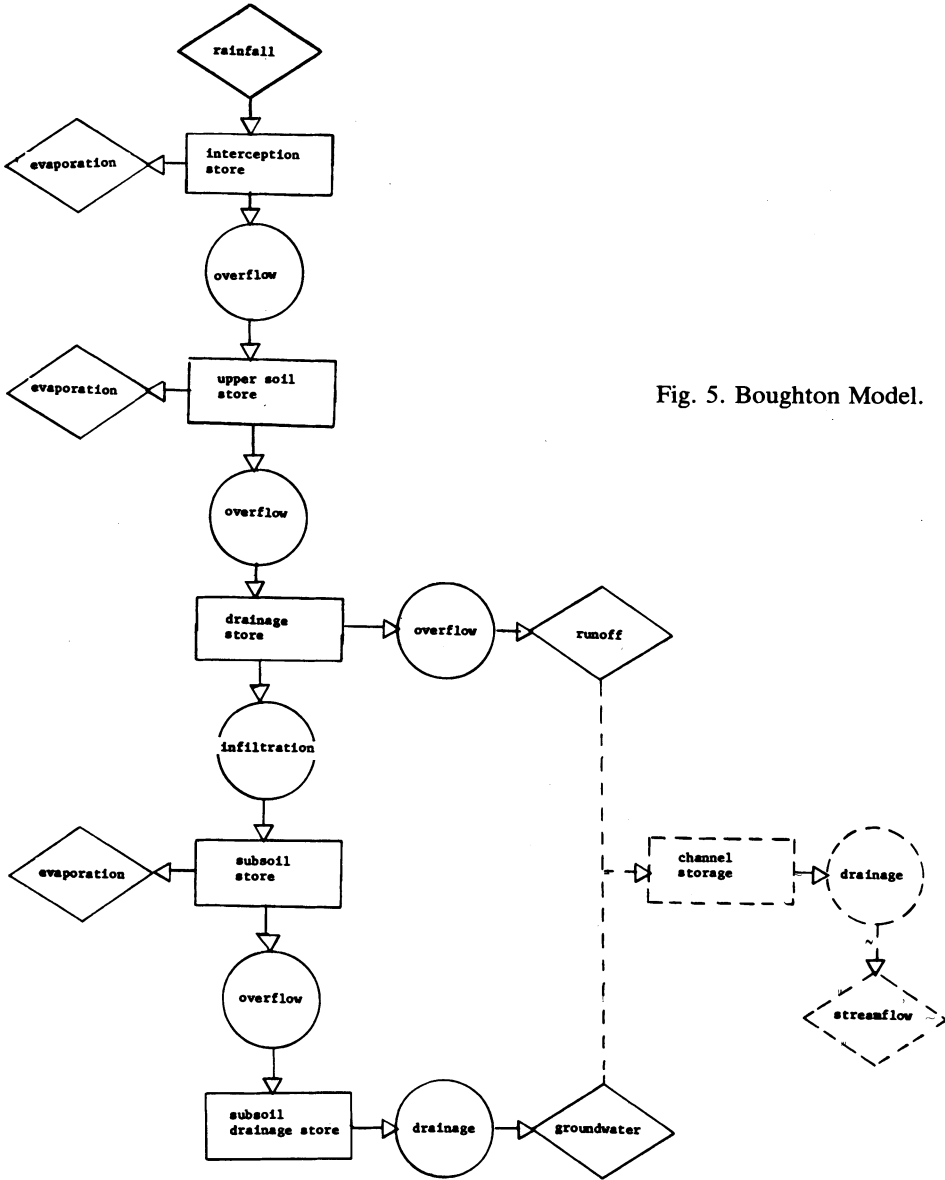 rainfall
evaporation
interception
store
overflow
evaporation
upper soil
store
Fig. 5. Boughton Model.
overflow
drainage
store
overflow
runoff
infiltration
evaporation
subsoil
store
channel
storage
drainage
overflow
streamflow
subsoil
drainage store
drainage
groundwater